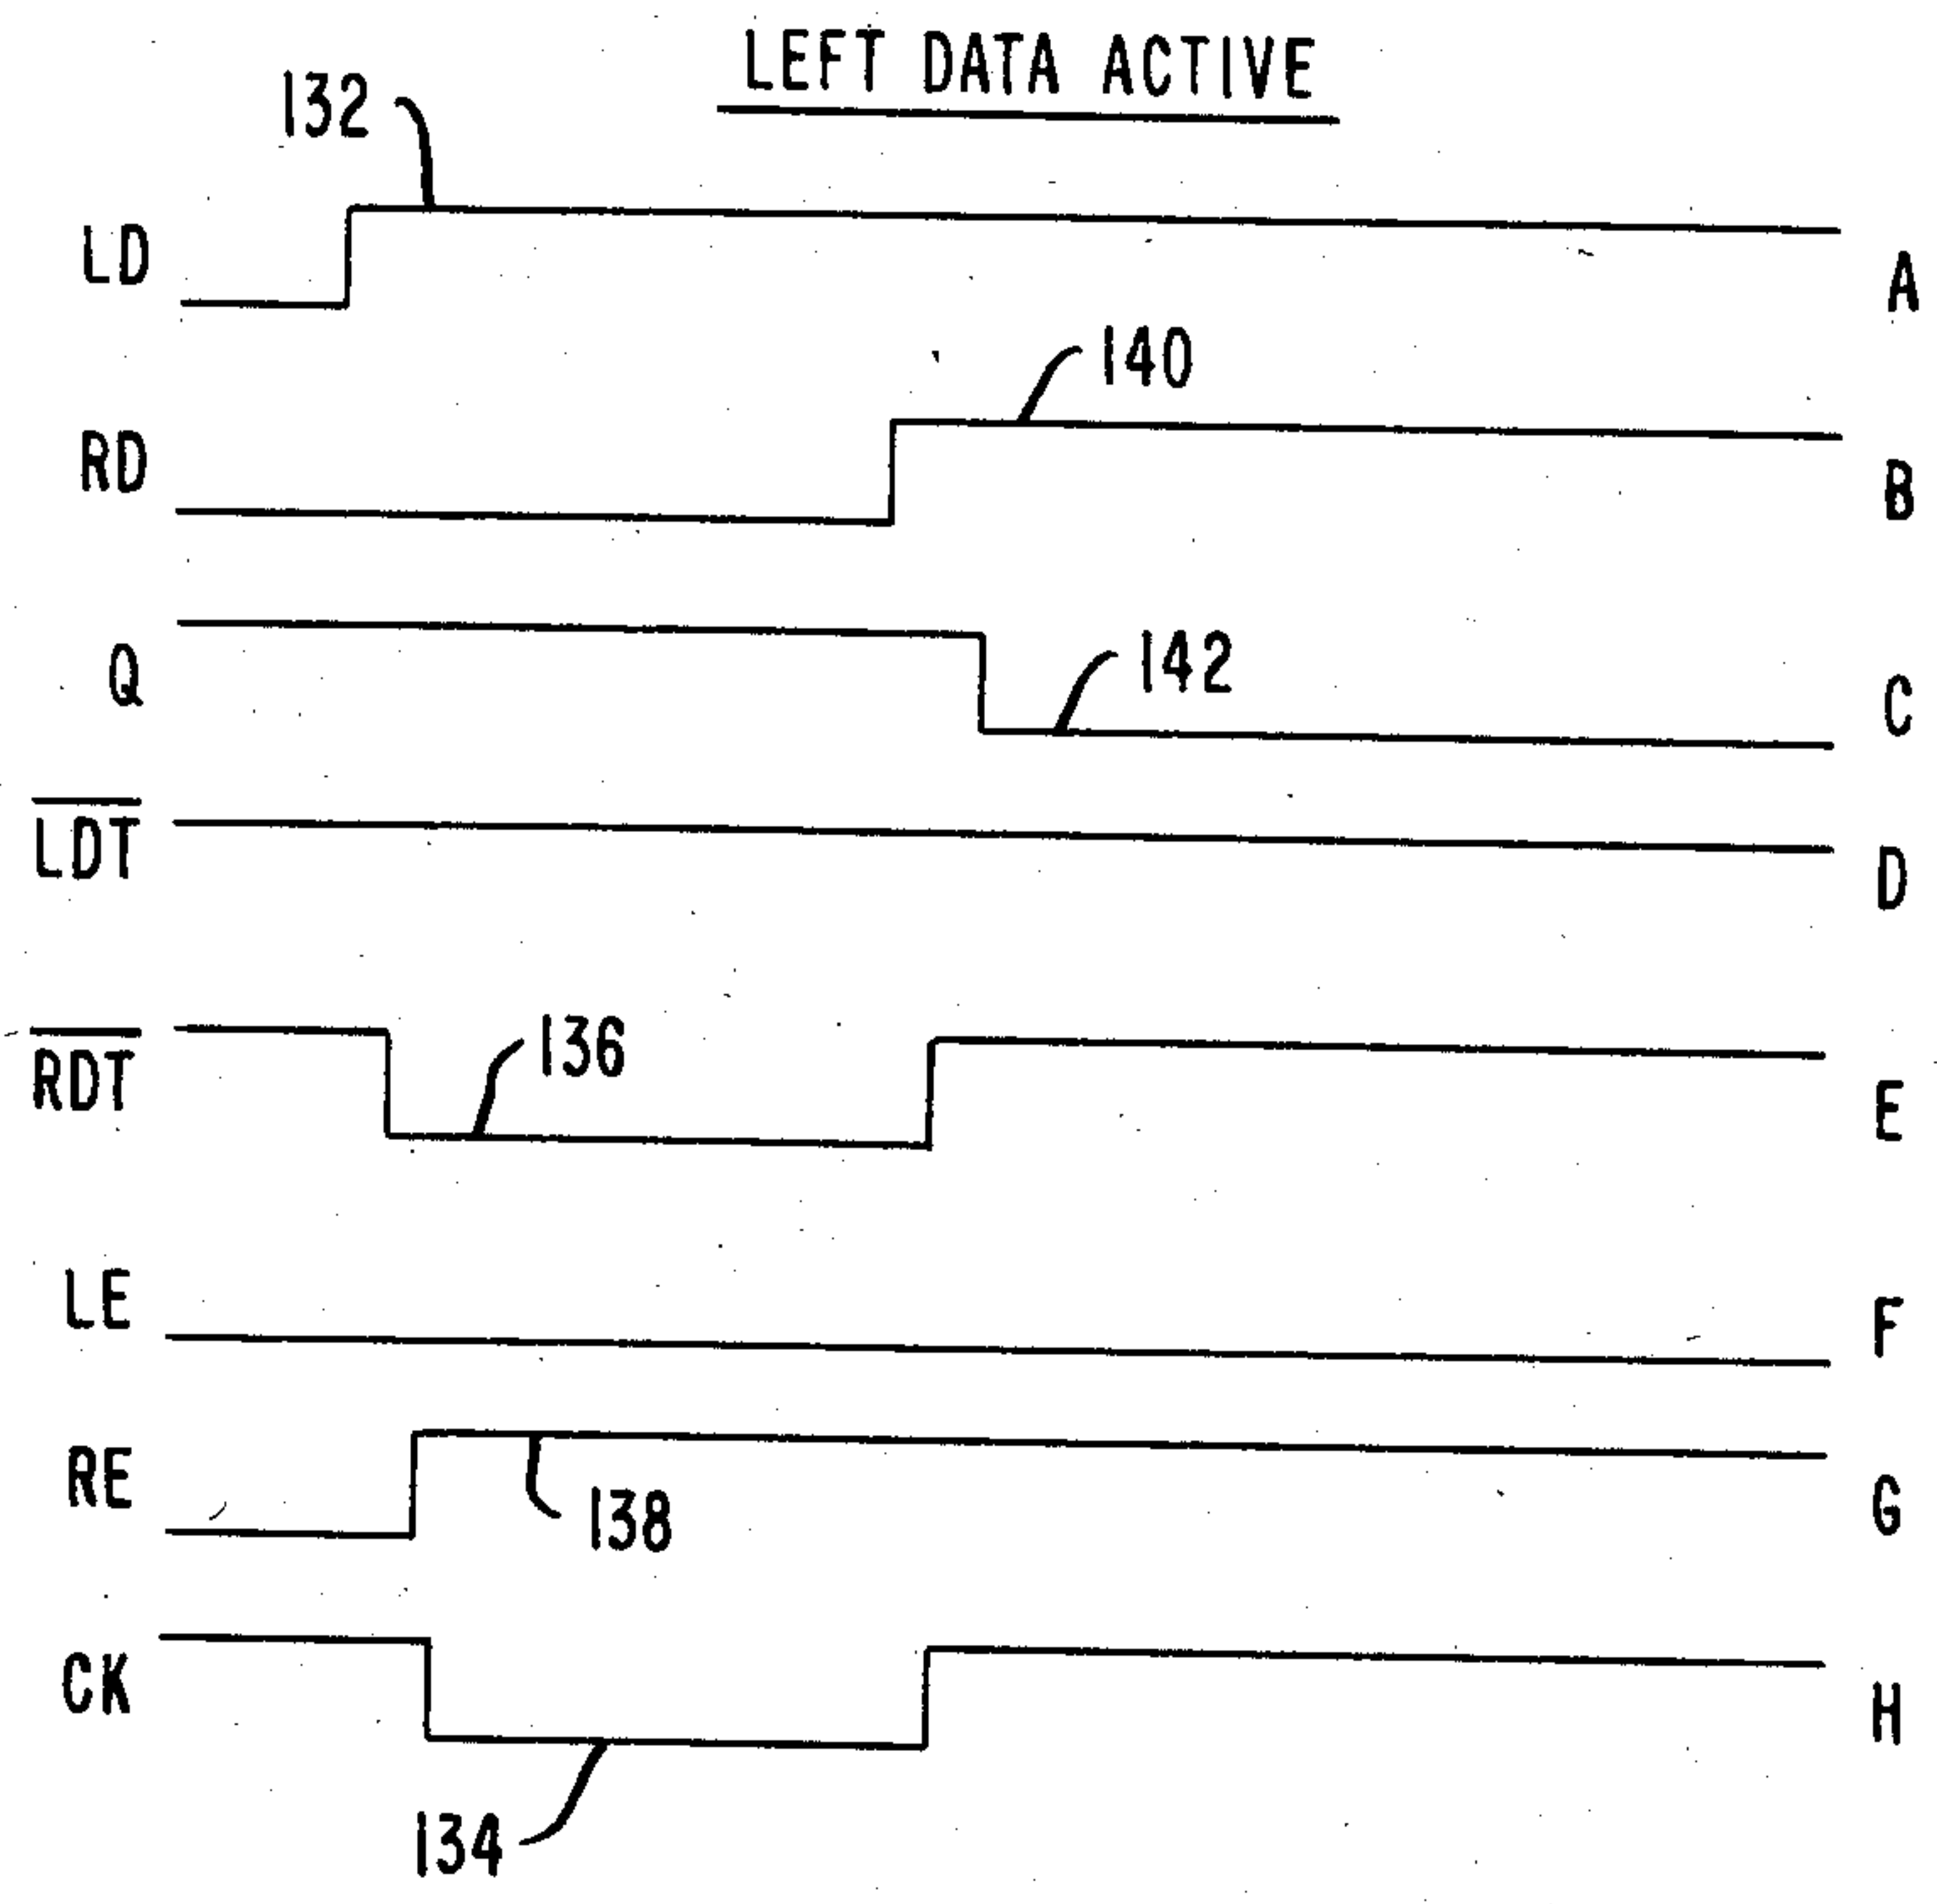 LEFT DATA ACTIVE
132
LD
A
140
RD
B
Q
142
C
LDT
D
RDT
136
E
LE
F
RE
138
G
CK
H
134